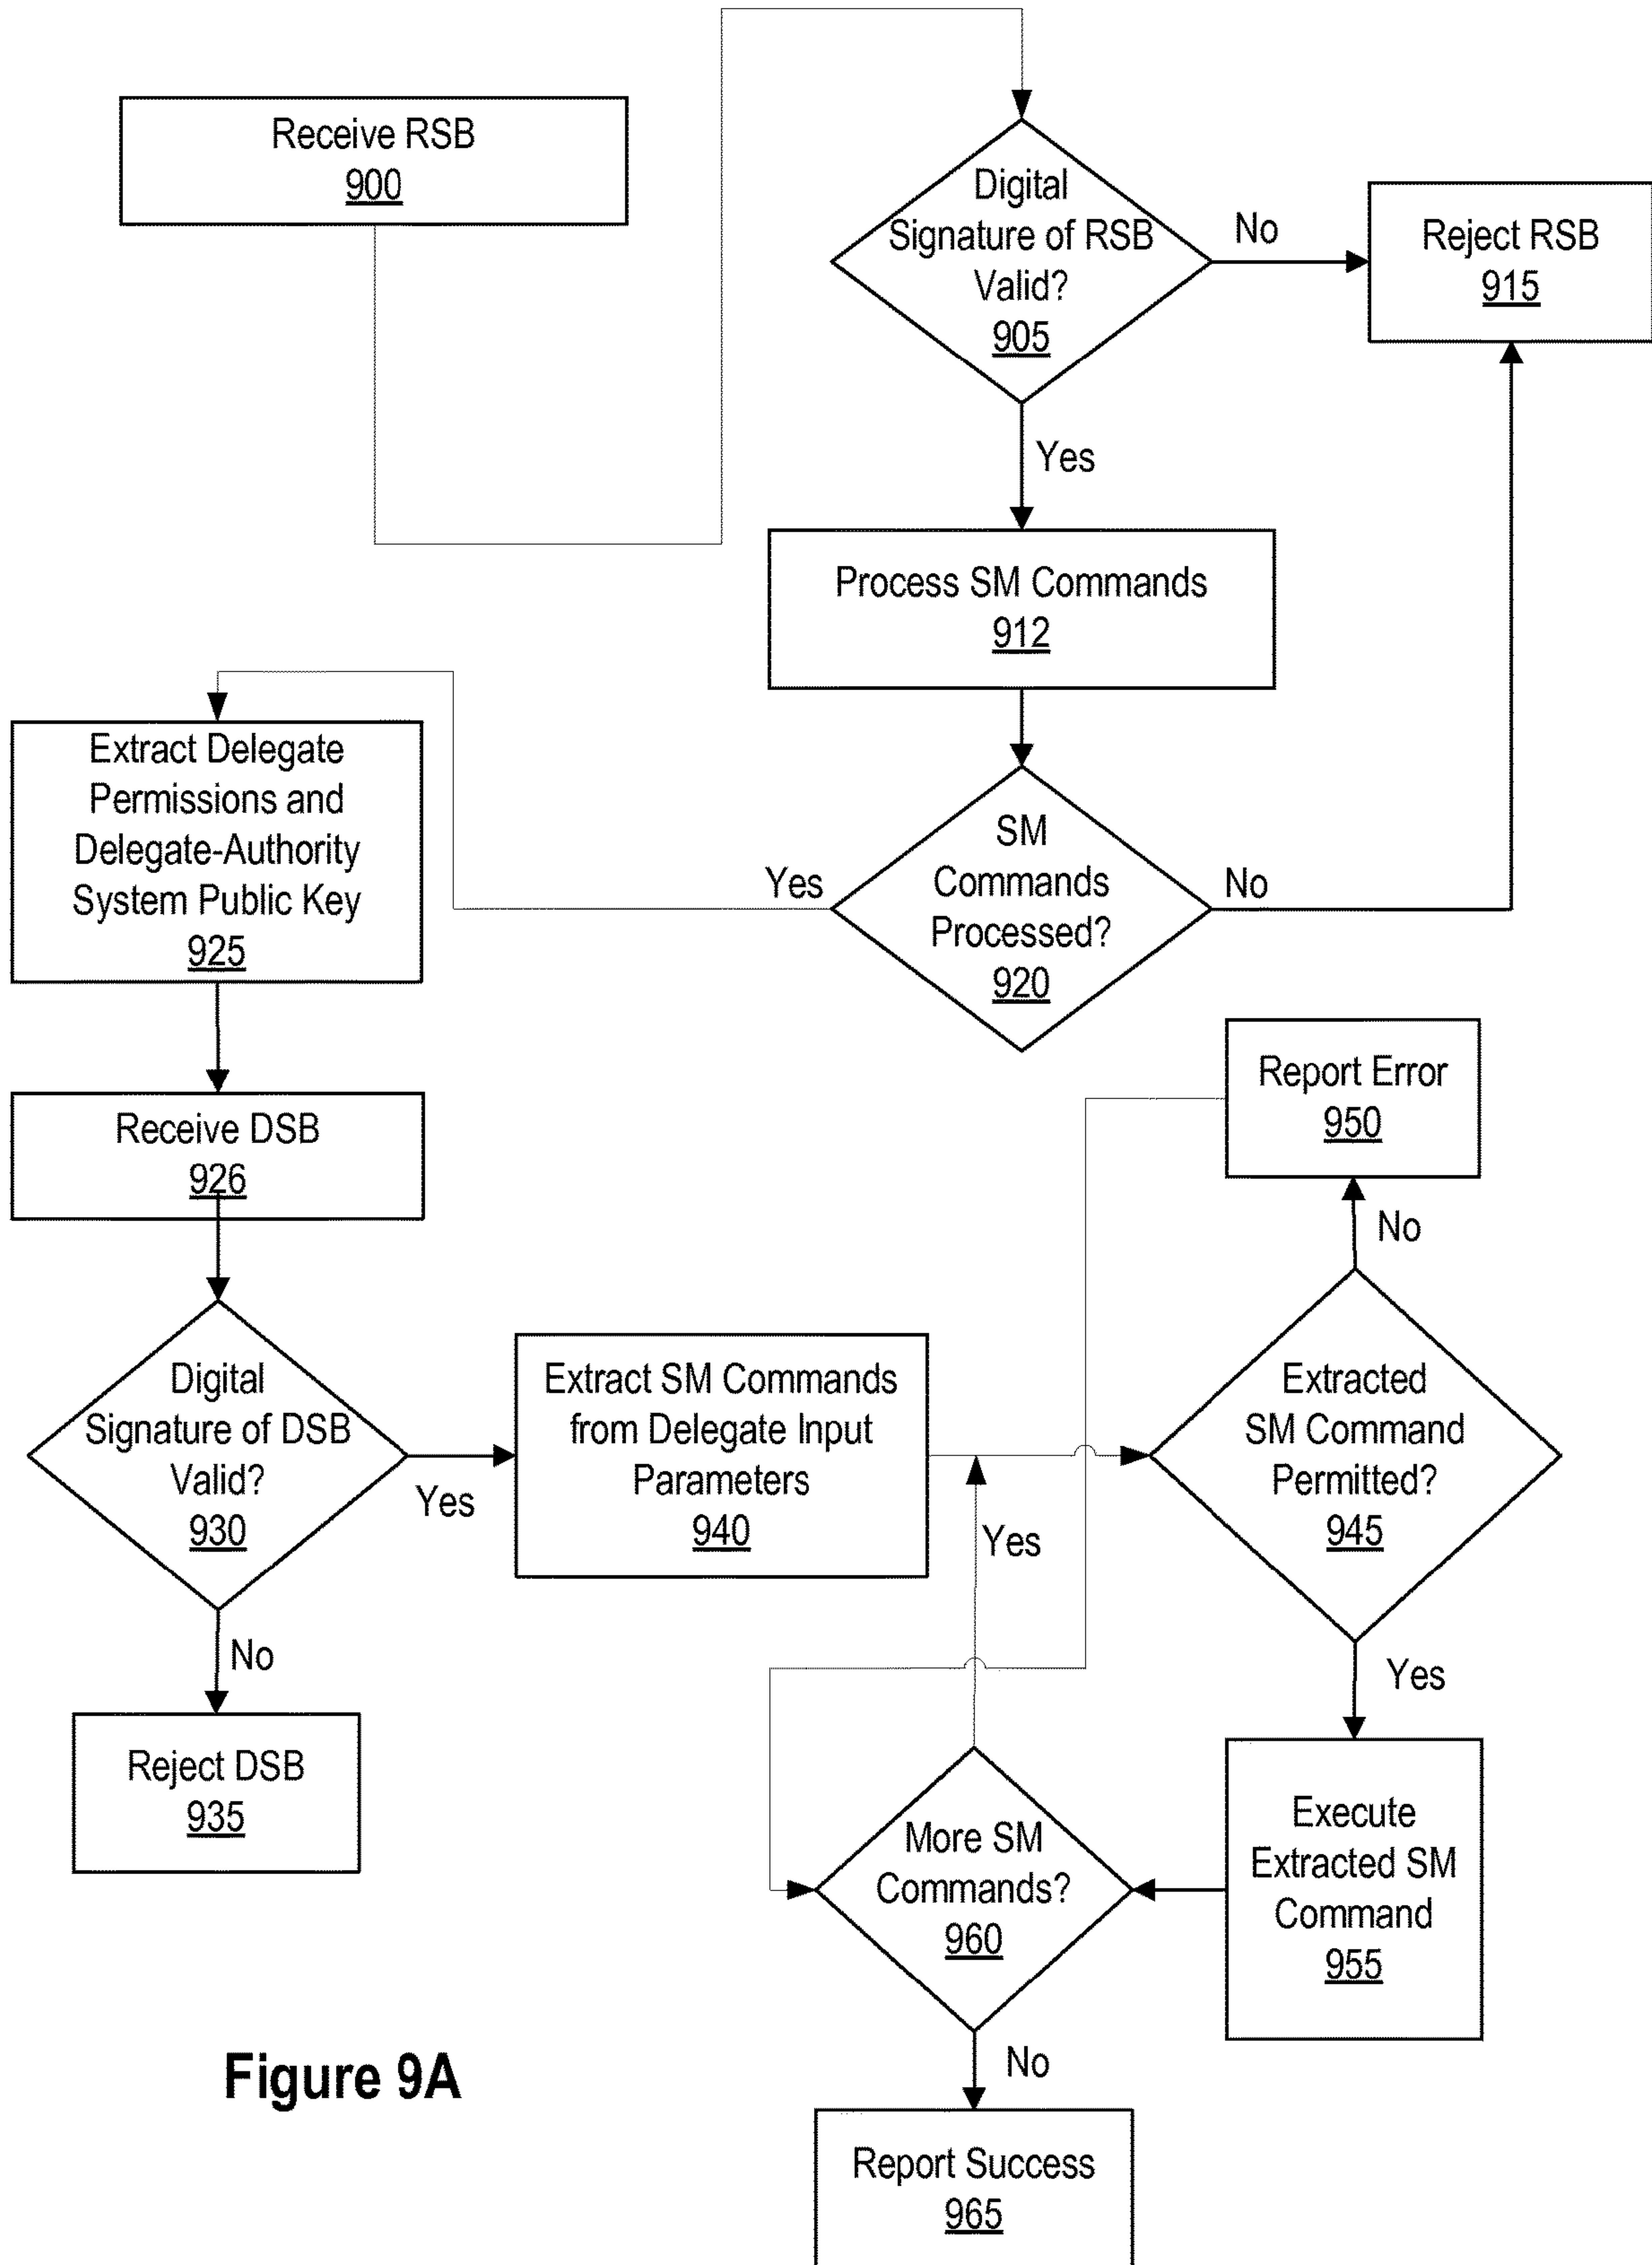 Receive RSB
900
Digital
Signature of RSB
Valid?
905
No
Reject RSB
915
Yes
Process SM Commands
912
Extract Delegate
Permissions and
Delegate-Authority
System Public Key
925
Yes
SM
Commands
Processed?
920
No
Receive DSB
926
Report Error
950
No
Digital
Signature of DSB
Valid?
930
Yes
Extract SM Commands
from Delegate Input
Parameters
940
Yes
Extracted
SM Command
Permitted?
945
No
Yes
Reject DSB
935
More SM
Commands?
960
Execute
Extracted SM
Command
955
No
Report Success
965
Figure 9A